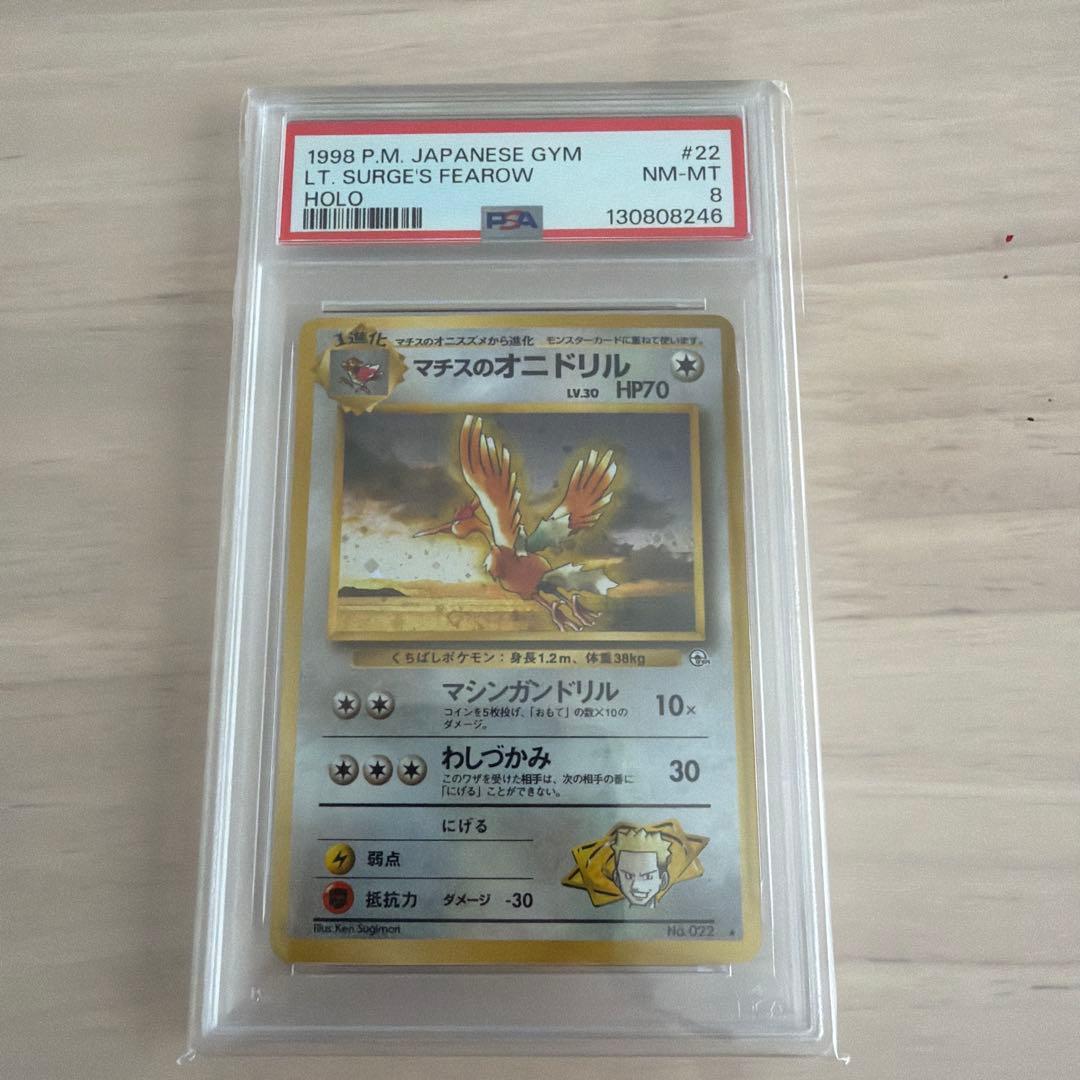 1998 P.M. JAPANESE GYM #22
LT. SURGE'S FEAROW NM-MT
HOLO 8
PSA 130808246
1進化 マチスのオニスズメから進化 モンスターカードに重ねて使います。
マチスのオニドリル
LV.30 HP70
くちばしポケモン：身長1.2m、体重38kg
マシンガンドリル 10×
コインを5枚投げ、「おもて」の数×10の
ダメージ。
わしづかみ 30
このワザを受けた相手は、次の相手の番に
「にげる」ことができない。
にげる
弱点
抵抗力 ダメージ -30
Illus. Ken Sugimori No. 022 ★